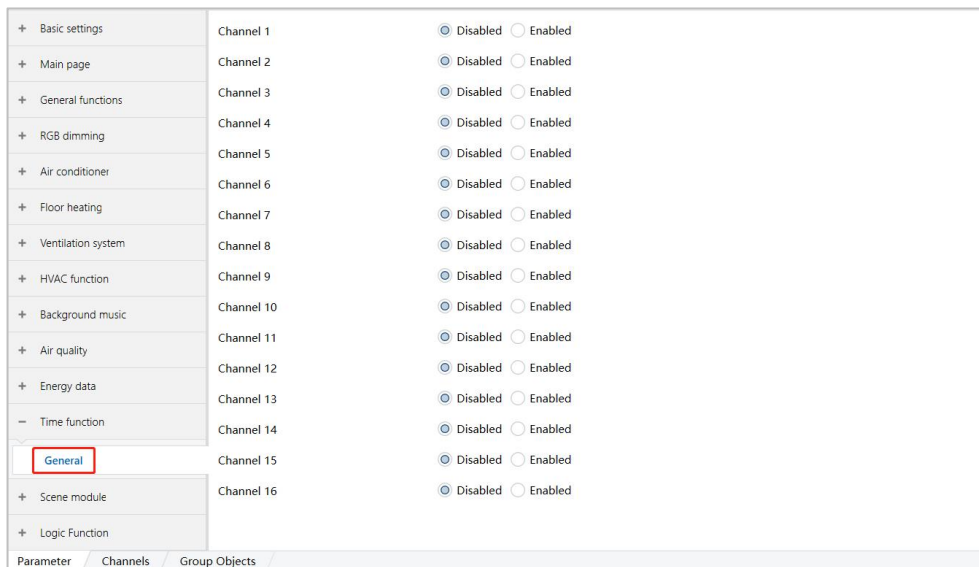 Basic settings
Main page
General functions
RGB dimming
Air conditioner
Floor heating
Ventilation system
HVAC function
Background music
Air quality
Energy data
Time function
General
Scene module
Logic Function
Channel 1 Disabled Enabled
Channel 2 Disabled Enabled
Channel 3 Disabled Enabled
Channel 4 Disabled Enabled
Channel 5 Disabled Enabled
Channel 6 Disabled Enabled
Channel 7 Disabled Enabled
Channel 8 Disabled Enabled
Channel 9 Disabled Enabled
Channel 10 Disabled Enabled
Channel 11 Disabled Enabled
Channel 12 Disabled Enabled
Channel 13 Disabled Enabled
Channel 14 Disabled Enabled
Channel 15 Disabled Enabled
Channel 16 Disabled Enabled
Parameter Channels Group Objects